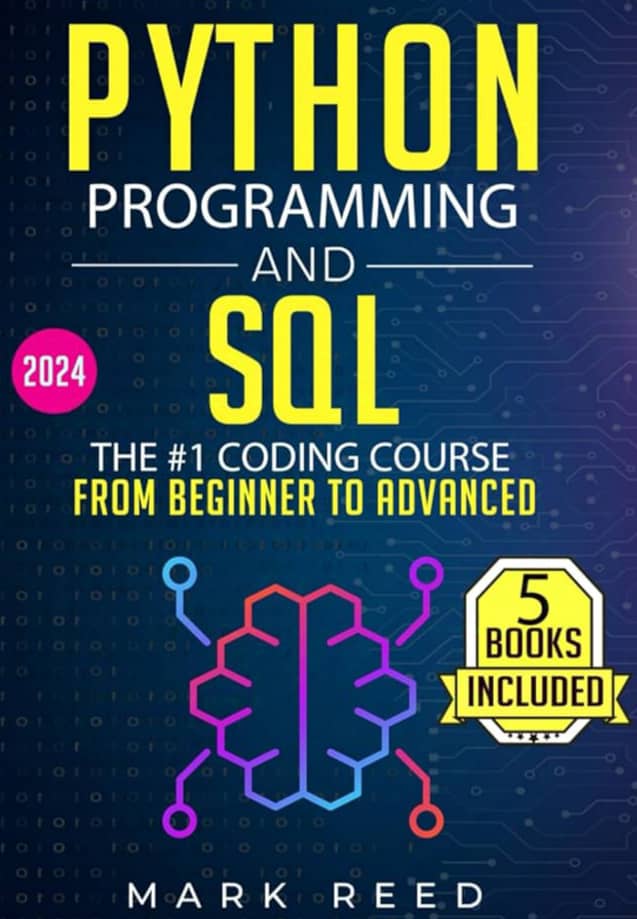 PYTHON
PROGRAMMING
AND
SQL
2024
THE #1 CODING COURSE
FROM BEGINNER TO ADVANCED
5
BOOKS
INCLUDED
MARK REED